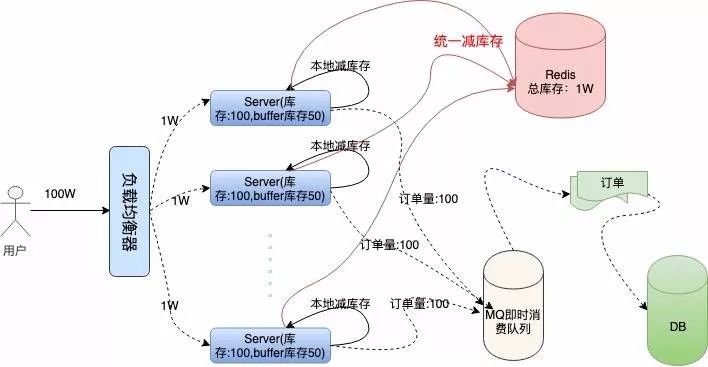 统一减库存
Redis
总库存：1W
本地减库存
Server(库
存:100,buffer库存50)
1W
本地减库存
Server(库
存:100,buffer库存50)
1W
负载均衡器
100W
用户
订单量:100
订单量:100
订单
本地减库存
订单量:100
1W
Server(库
存:100,buffer库存50)
MQ即时消
费队列
DB